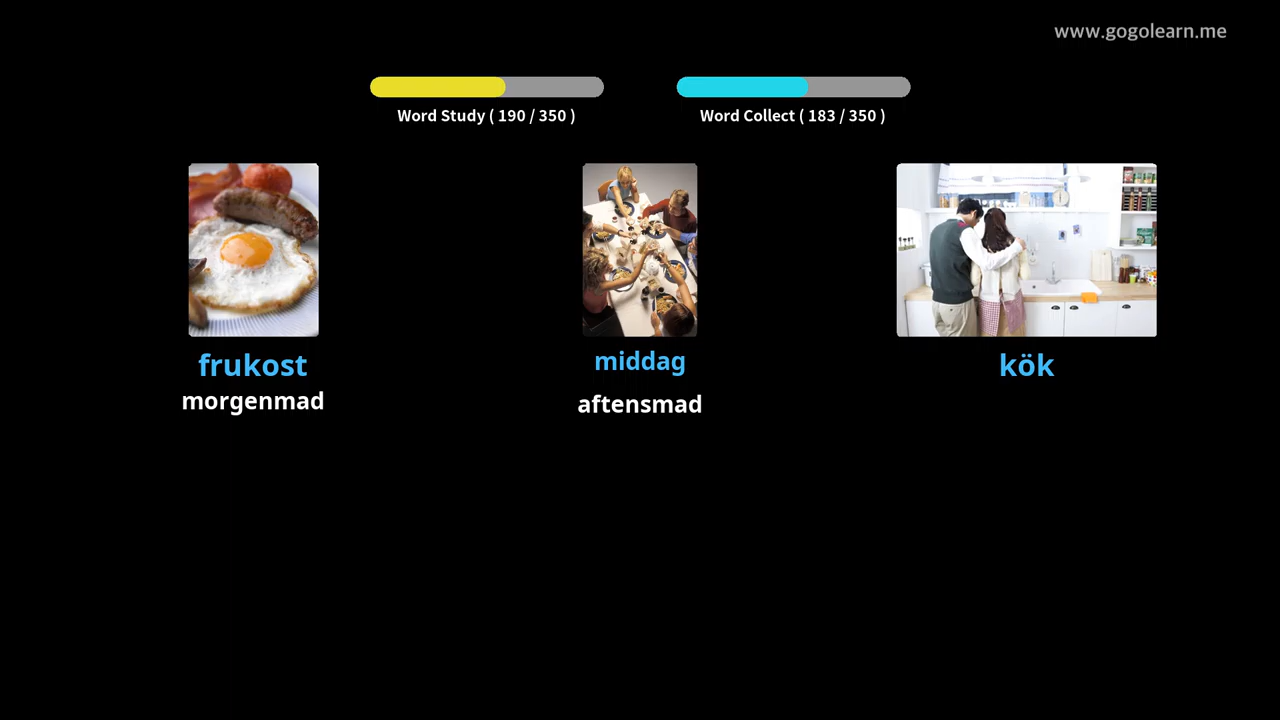 www.gogolearn.me
Word Study ( 190 / 350 )
Word Collect ( 183 / 350 )
frukost
morgenmad
middag
aftensmad
kök